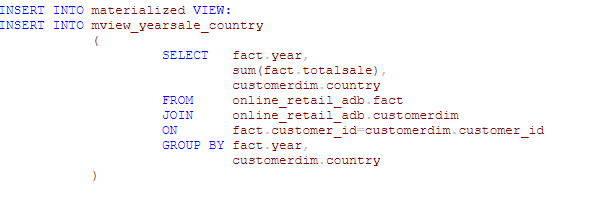 INSERT INTO materialized VIEW:
INSERT INTO mview_yearsale_country
(
SELECT fact.year,
sum(fact.totalsale),
customerdim.country
FROM online_retail_adb.fact
JOIN online_retail_adb.customerdim
ON fact.customer_id=customerdim.customer_id
GROUP BY fact.year,
customerdim.country
)